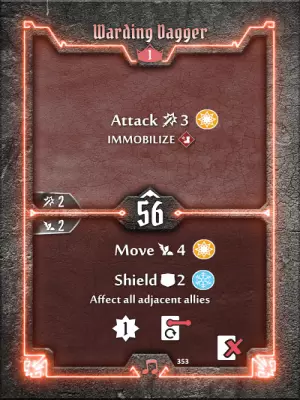 Warding Dagger
1
Attack 3
IMMOBILIZE
2
56
2
Move 4
Shield 2
Affect all adjacent allies
1
353